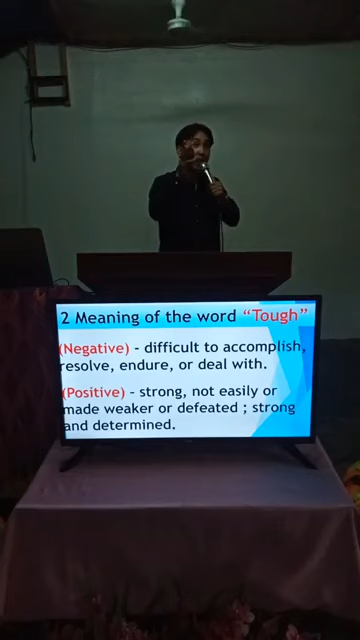 2 Meaning of the word "Tough"
(Negative) - difficult to accomplish,
resolve, endure, or deal with.
(Positive) - strong, not easily or
made weaker or defeated ; strong
and determined.